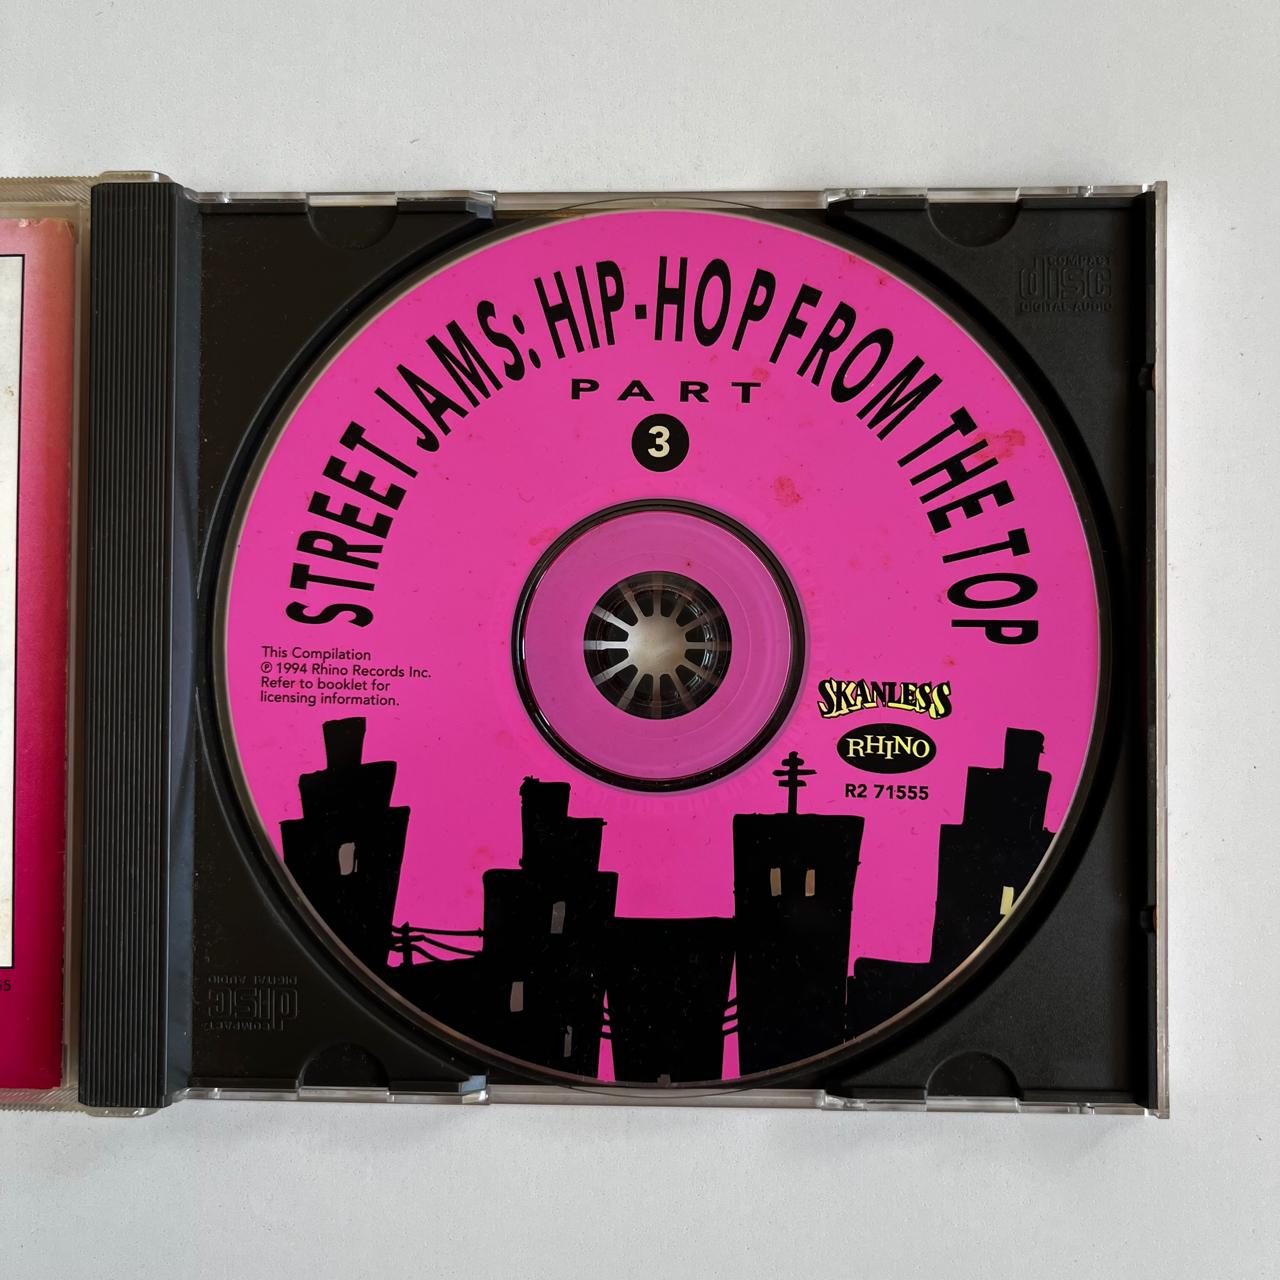 STREET JAMS: HIP-HOP FROM THE TOP
PART
3
This Compilation
℗ 1994 Rhino Records Inc.
Refer to booklet for
licensing information.
SKANLESS
RHINO
R2 71555
COMPACT
disc
DIGITAL AUDIO
COMPACT
disc
DIGITAL AUDIO